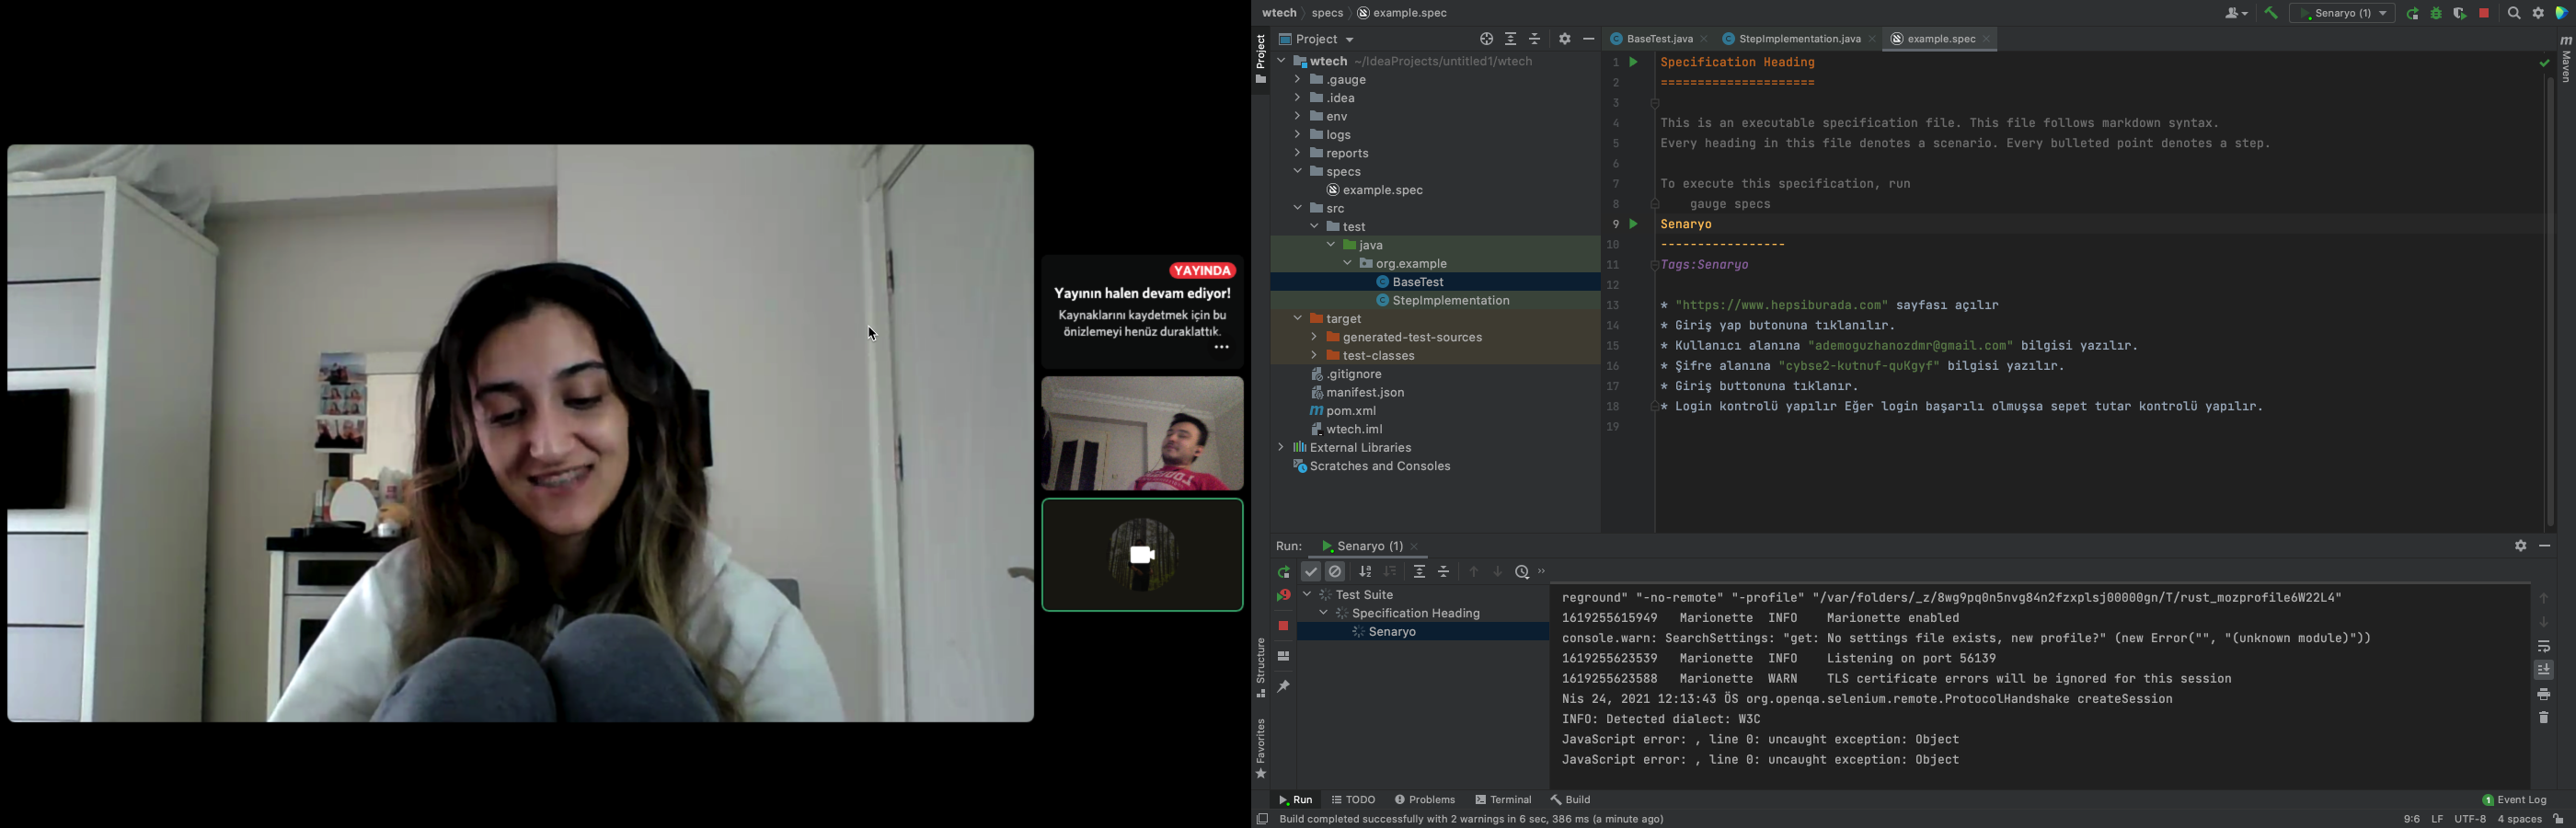 YAYINDA
Yayının halen devam ediyor!
Kaynaklarını kaydetmek için bu
önizlemeyi henüz duraklattık.
wtech
specs
example.spec
Senaryo (1)
Project
Project
wtech ~/IdeaProjects/untitled1/wtech
.gauge
.idea
env
logs
reports
specs
example.spec
src
test
java
org.example
BaseTest
StepImplementation
target
generated-test-sources
test-classes
.gitignore
manifest.json
pom.xml
wtech.iml
External Libraries
Scratches and Consoles
BaseTest.java
StepImplementation.java
example.spec
Maven
1 Specification Heading
2 =====================
3
4 This is an executable specification file. This file follows markdown syntax.
5 Every heading in this file denotes a scenario. Every bulleted point denotes a step.
6
7 To execute this specification, run
8 gauge specs
9 Senaryo
10 -----------------
11 Tags:Senaryo
12
13 * "https://www.hepsiburada.com" sayfası açılır
14 * Giriş yap butonuna tıklanılır.
15 * Kullanıcı alanına "ademoguzhanozdmr@gmail.com" bilgisi yazılır.
16 * Şifre alanına "cybse2-kutnuf-quKgyf" bilgisi yazılır.
17 * Giriş buttonuna tıklanır.
18 * Login kontrolü yapılır Eğer login başarılı olmuşsa sepet tutar kontrolü yapılır.
19
Run: Senaryo (1)
Test Suite
Specification Heading
Senaryo
reground" "-no-remote" "-profile" "/var/folders/_z/8wg9pq0n5nvg84n2fzxplsj00000gn/T/rust_mozprofile6W22L4"
1619255615949 Marionette INFO Marionette enabled
console.warn: SearchSettings: "get: No settings file exists, new profile?" (new Error("", "(unknown module)"))
1619255623539 Marionette INFO Listening on port 56139
1619255623588 Marionette WARN TLS certificate errors will be ignored for this session
Nis 24, 2021 12:13:43 ÖS org.openqa.selenium.remote.ProtocolHandshake createSession
INFO: Detected dialect: W3C
JavaScript error: , line 0: uncaught exception: Object
JavaScript error: , line 0: uncaught exception: Object
Structure
Favorites
Run
TODO
Problems
Terminal
Build
1 Event Log
Build completed successfully with 2 warnings in 6 sec, 386 ms (a minute ago)
9:6 LF UTF-8 4 spaces